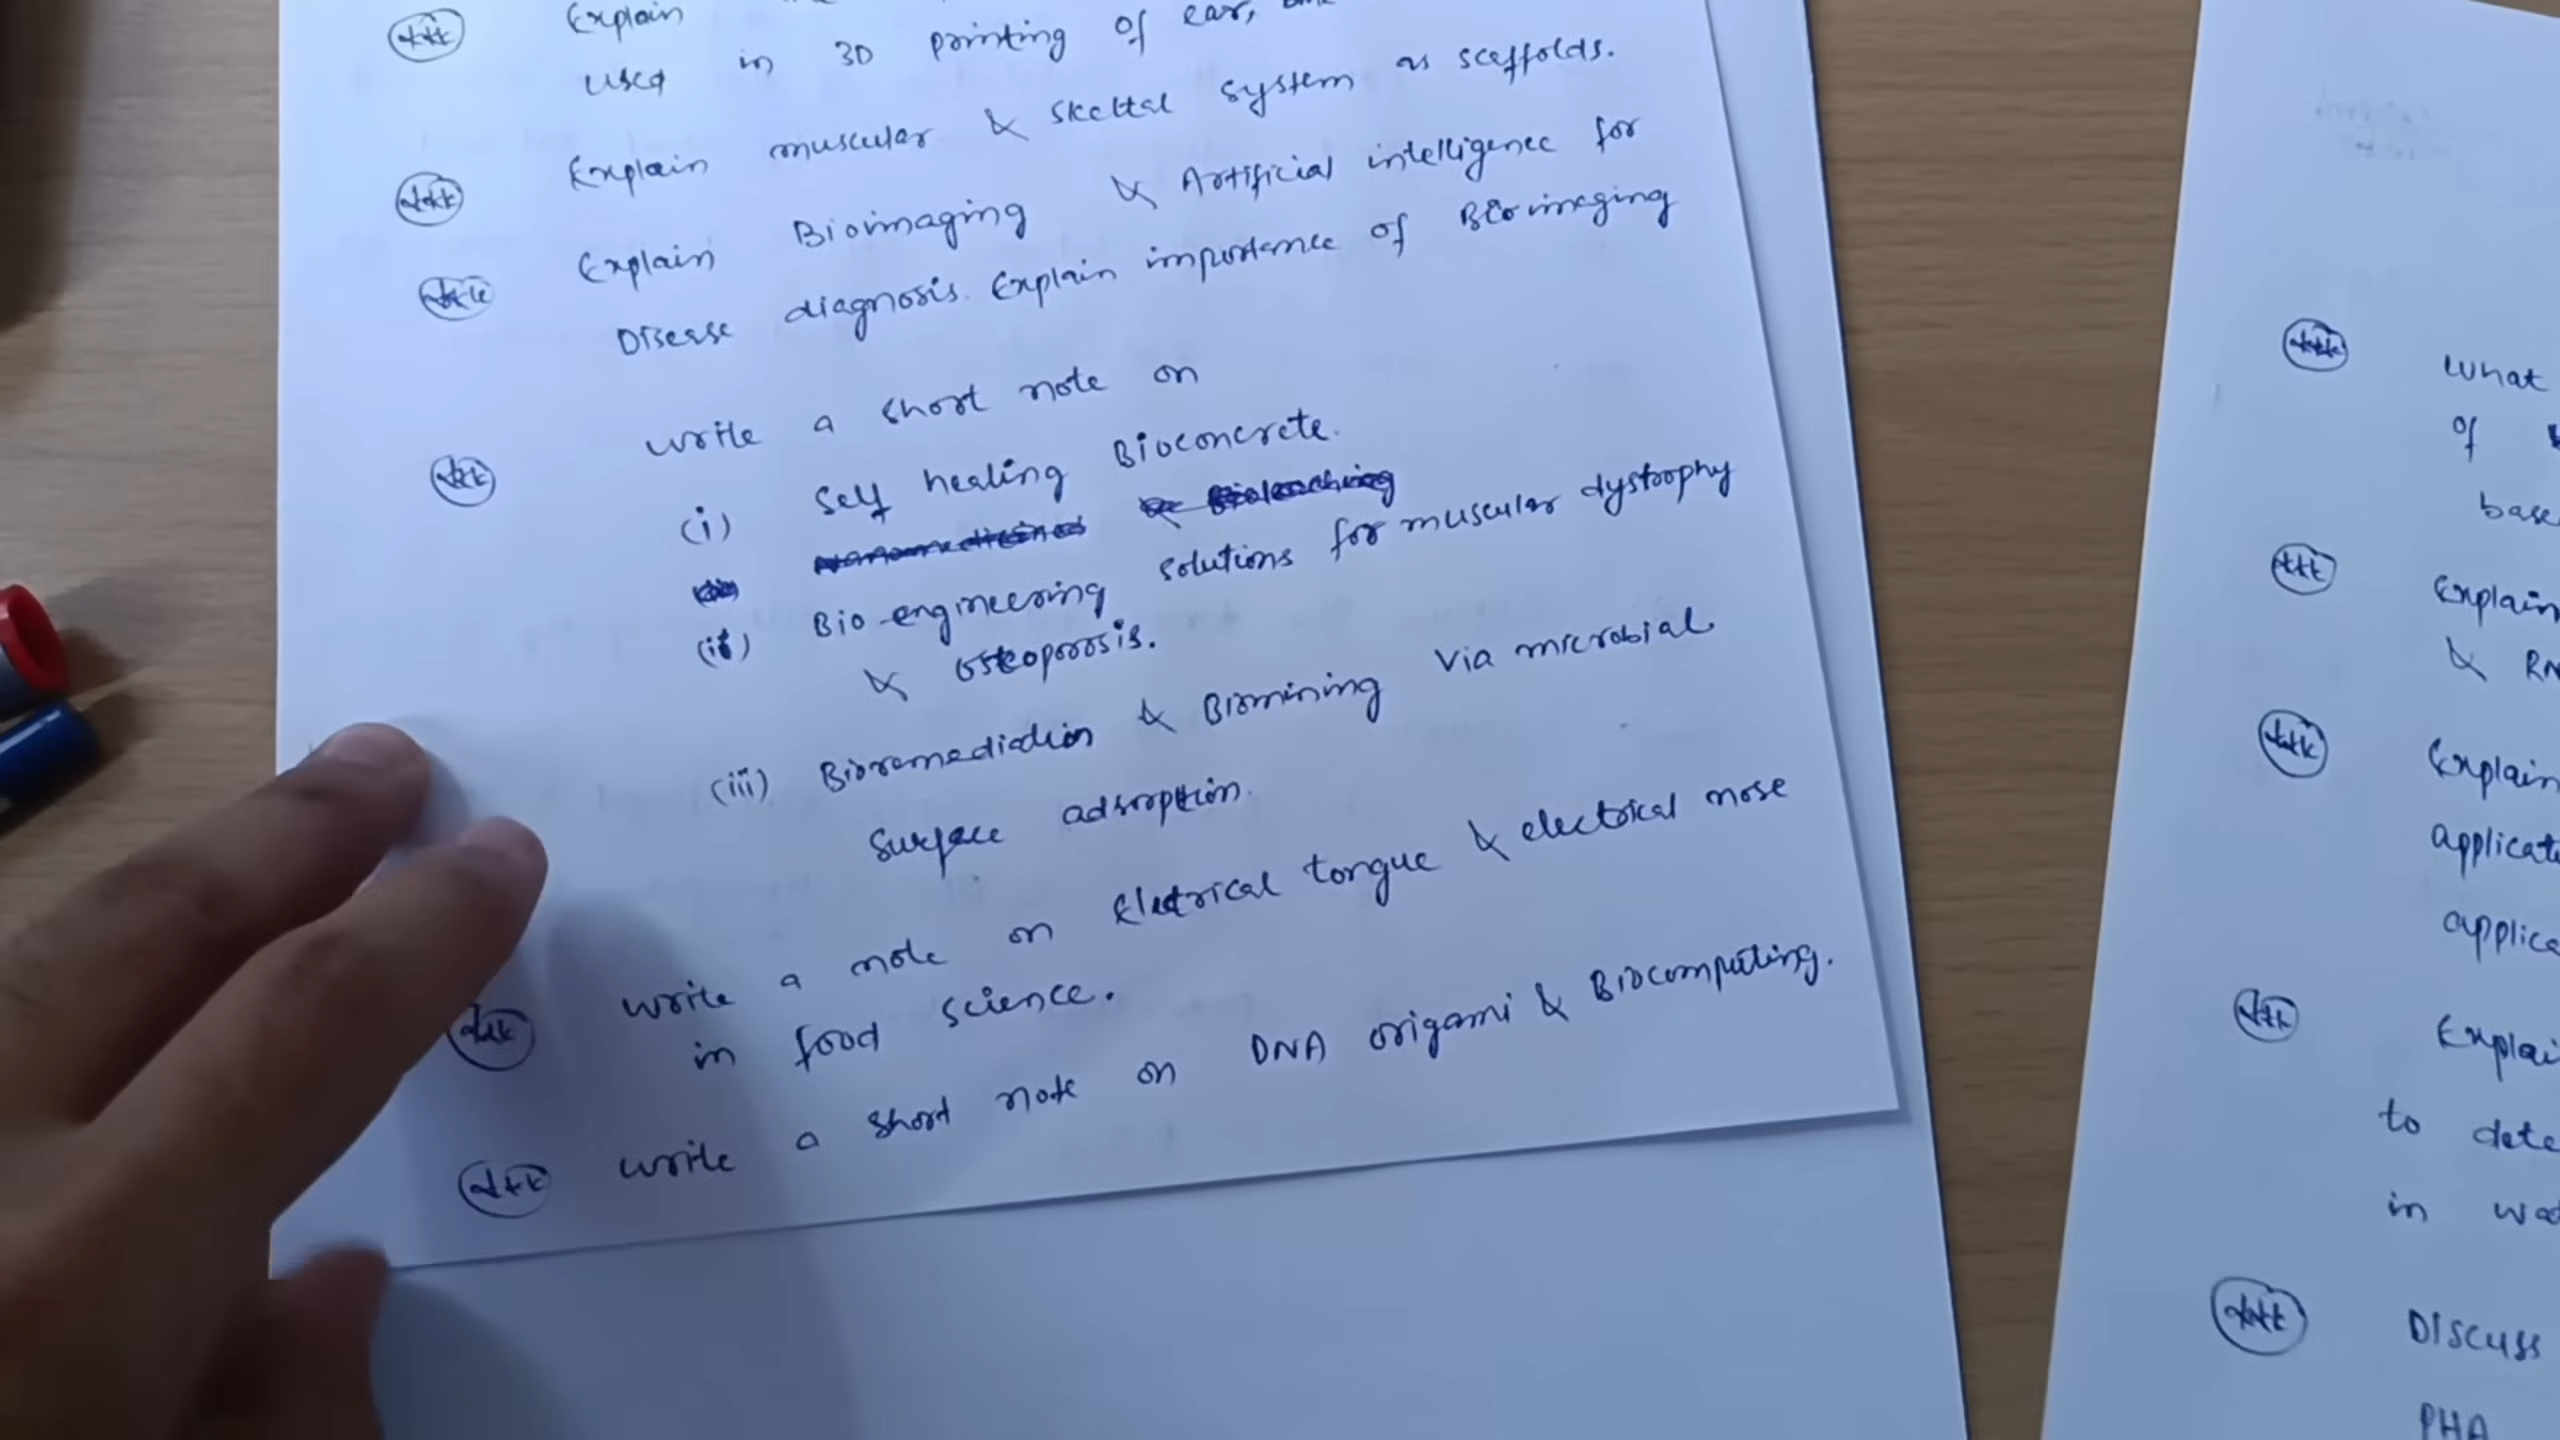 Explain
used in 3D printing of ear,
Explain muscular & skeltal system as scaffolds.
Explain Bioimaging & Artificial intelligence for
Disease diagnosis. Explain importance of Bioimaging
write a short note on
(i) Self healing Bioconcrete.
(ii) Bio-engineering solutions for muscular dystrophy
& osteoporosis.
(iii) Bioremediation & Biomining via microbial
Surface adsorption.
write a note on Electrical tongue & electrical nose
in food science.
write a short note on DNA origami & Biocomputing.
what
of
base
Explain
& RN
Explain
applicat
applica
Explai
to dete
in
Discuss
PHA